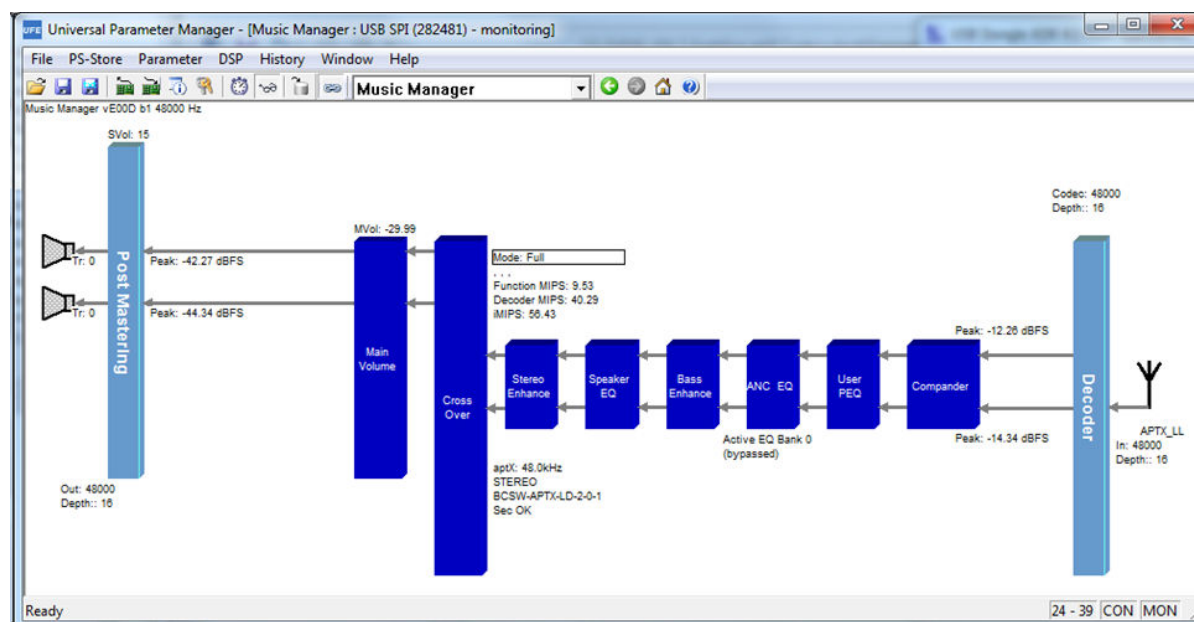 UFE Universal Parameter Manager - [Music Manager : USB SPI (282481) - monitoring]
File PS-Store Parameter DSP History Window Help
Music Manager
Music Manager vE00D b1 48000 Hz
SVol: 15
Post Mastering
Tr: 0
Tr: 0
Peak: -42.27 dBFS
Peak: -44.34 dBFS
Out: 48000
Depth:: 16
MVol: -29.99
Main
Volume
Cross
Over
Mode: Full
. . .
Function MIPS: 9.53
Decoder MIPS: 40.29
iMIPS: 56.43
Stereo
Enhance
Speaker
EQ
Bass
Enhance
ANC EQ
User
PEQ
Compander
Active EQ Bank 0
(bypassed)
aptX: 48.0kHz
STEREO
BCSW-APTX-LD-2-0-1
Sec OK
Peak: -12.26 dBFS
Peak: -14.34 dBFS
Codec: 48000
Depth:: 16
Decoder
APTX_LL
In: 48000
Depth:: 16
Ready
24 - 39 CON MON